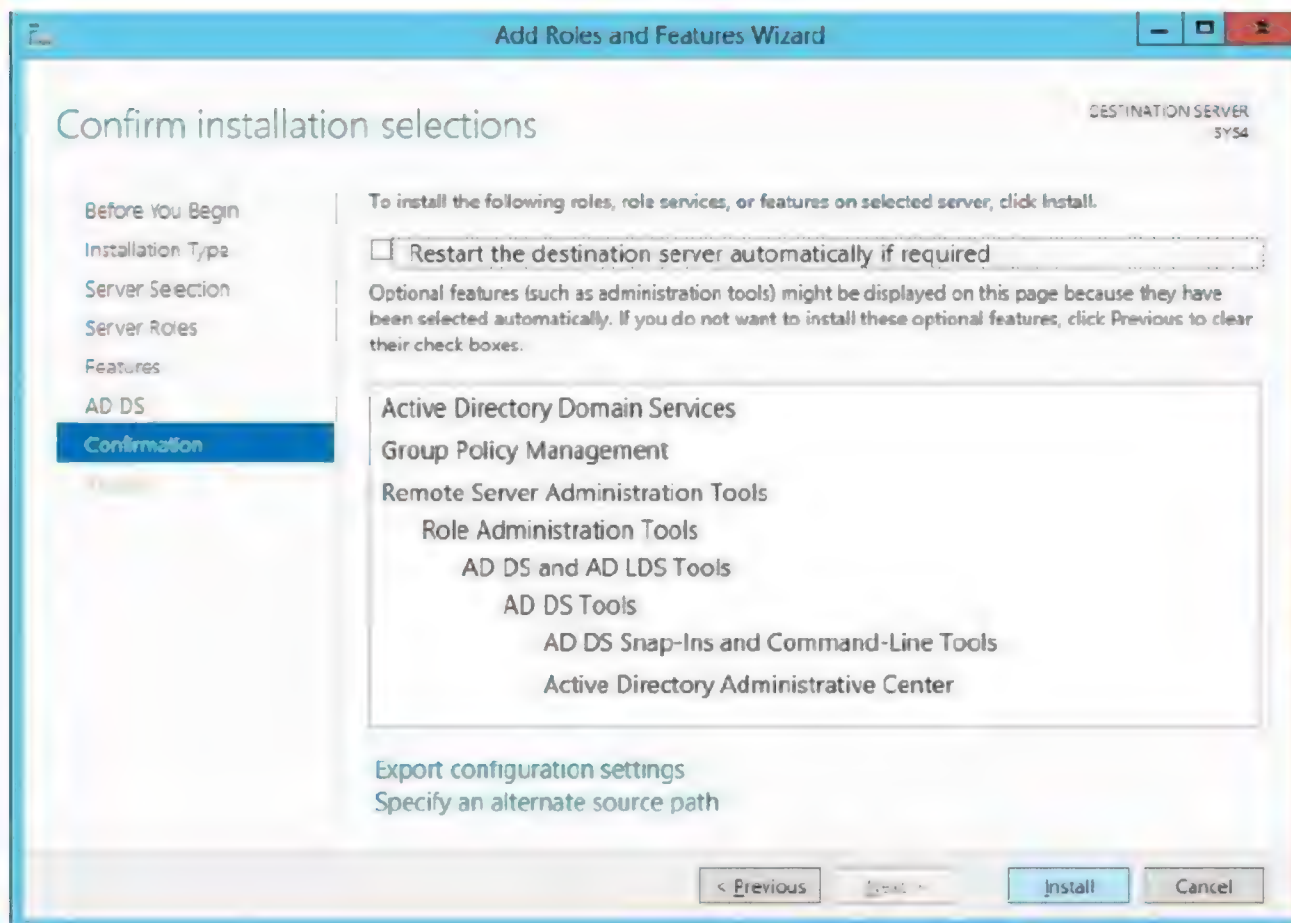 Add Roles and Features Wizard
Confirm installation selections
DESTINATION SERVER
SYS4
Before You Begin
Installation Type
Server Selection
Server Roles
Features
AD DS
Confirmation
To install the following roles, role services, or features on selected server, click Install.
Restart the destination server automatically if required
Optional features (such as administration tools) might be displayed on this page because they have
been selected automatically. If you do not want to install these optional features, click Previous to clear
their check boxes.
Active Directory Domain Services
Group Policy Management
Remote Server Administration Tools
Role Administration Tools
AD DS and AD LDS Tools
AD DS Tools
AD DS Snap-Ins and Command-Line Tools
Active Directory Administrative Center
Export configuration settings
Specify an alternate source path
< Previous
Next >
Install
Cancel